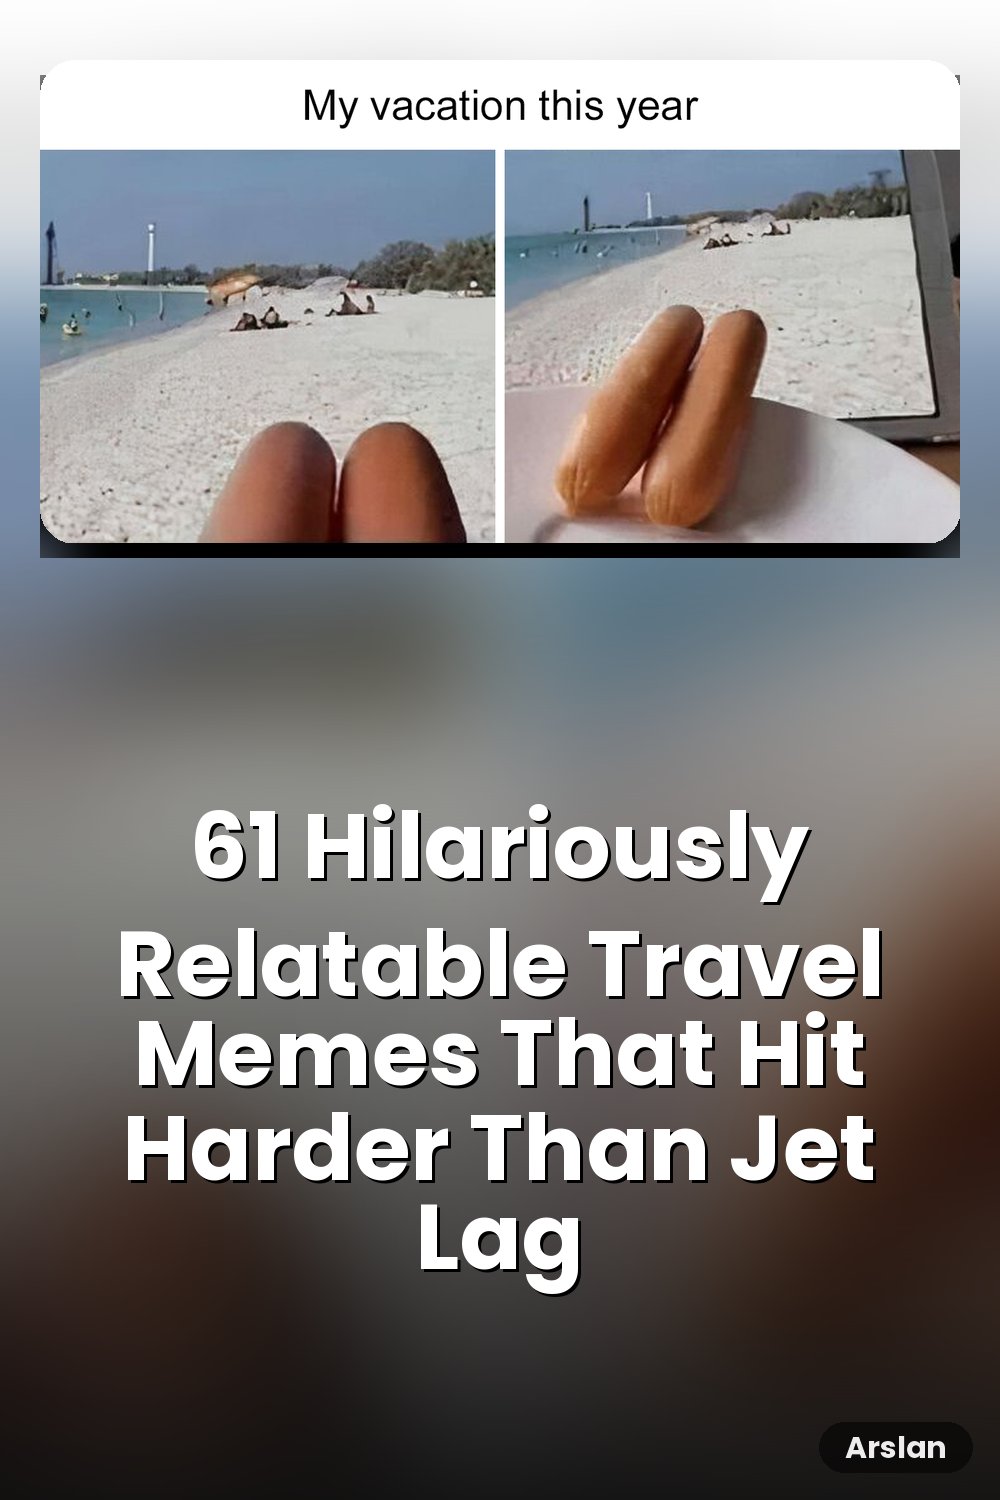 My vacation this year
61 Hilariously
Relatable Travel
Memes That Hit
Harder Than Jet
Lag
Arslan